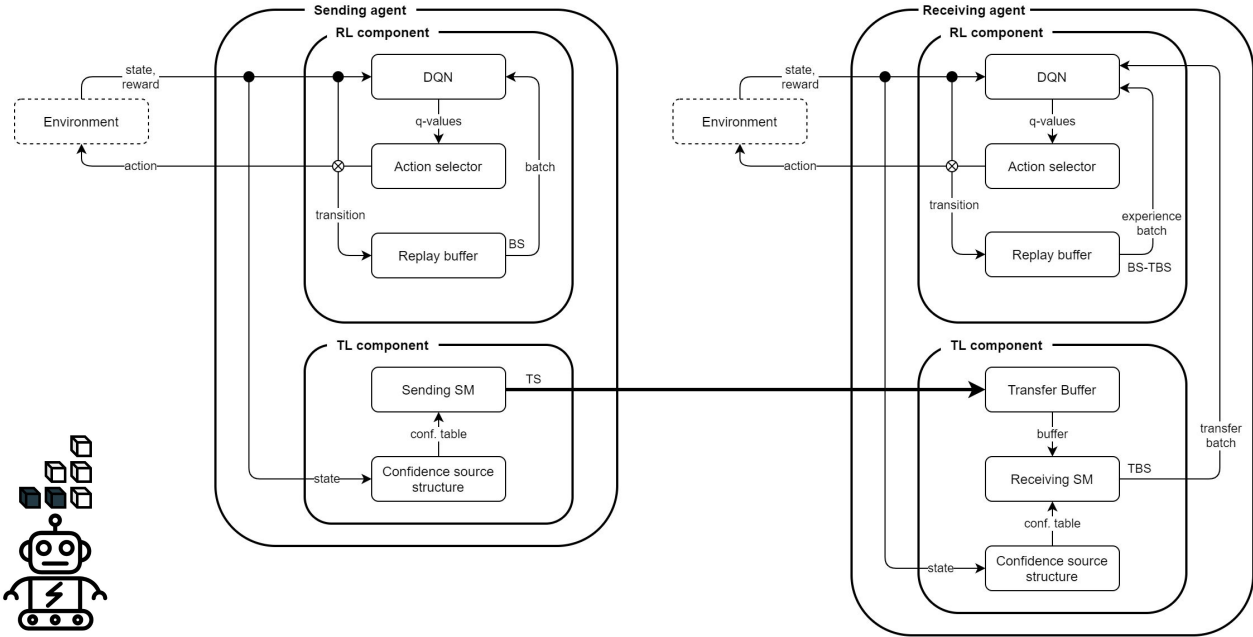 Sending agent
RL component
state,
reward
DQN
Environment
q-values
action
Action selector
batch
transition
Replay buffer
BS
TL component
Sending SM
TS
conf. table
state
Confidence source
structure
Receiving agent
RL component
state,
reward
DQN
Environment
q-values
action
Action selector
transition
experience
batch
Replay buffer
BS-TBS
TL component
Transfer Buffer
buffer
transfer
batch
Receiving SM
TBS
conf. table
state
Confidence source
structure